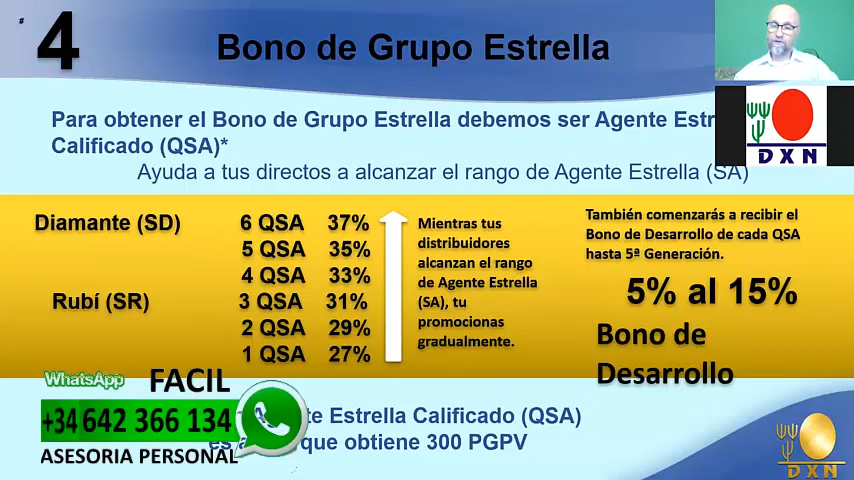 #
4
Bono de Grupo Estrella
Para obtener el Bono de Grupo Estrella debemos ser Agente
Calificado (QSA)*
Ayuda a tus directos a alcanzar el rango de Agente Estrella (SA)
DXN
Diamante (SD)
6 QSA 37%
5 QSA 35%
4 QSA 33%
Rubí (SR)
3 QSA 31%
2 QSA 29%
1 QSA 27%
Mientras tus
distribuidores
alcanzan el rango
de Agente Estrella
(SA), tu
promocionas
gradualmente.
También comenzarás a recibir el
Bono de Desarrollo de cada QSA
hasta 5ª Generación.
5% al 15%
Bono de
Desarrollo
WhatsApp FACIL
+34 642 366 134
ASESORIA PERSONAL
Estrella Calificado (QSA)
que obtiene 300 PGPV
DXN